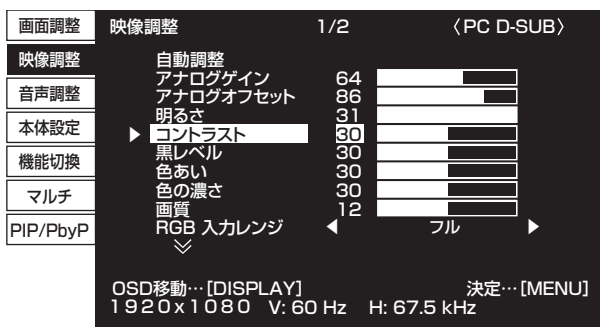 画面調整
映像調整
音声調整
本体設定
機能切換
マルチ
PIP/PbyP
映像調整 1/2 〈PC D-SUB〉
自動調整
アナログゲイン 64
アナログオフセット 86
明るさ 31
コントラスト 30
黒レベル 30
色あい 30
色の濃さ 30
画質 12
RGB 入力レンジ フル
OSD移動…[DISPLAY] 決定…[MENU]
1920x1080 V: 60 Hz H: 67.5 kHz